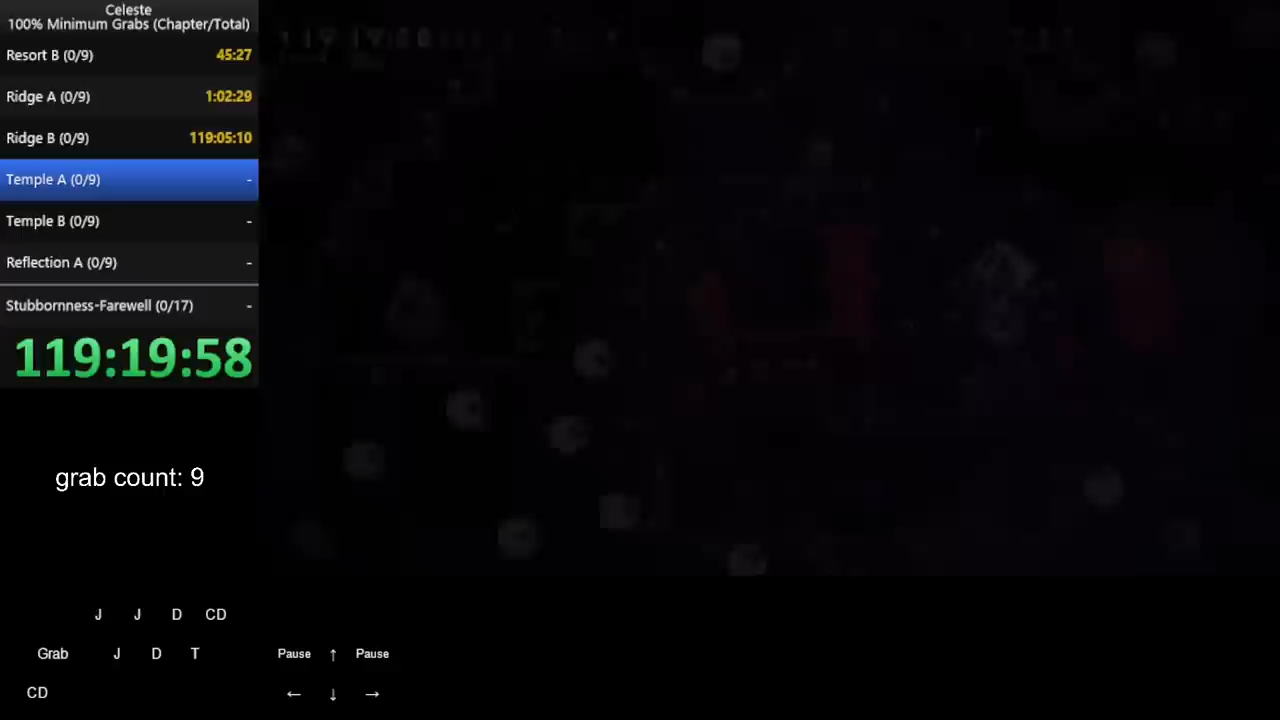 Celeste
100% Minimum Grabs (Chapter/Total)
Resort B (0/9) 45:27
Ridge A (0/9) 1:02:29
Ridge B (0/9) 119:05:10
Temple A (0/9) -
Temple B (0/9) -
Reflection A (0/9) -
Stubbornness-Farewell (0/17) -
119:19:58
grab count: 9
J J D CD
Grab J D T Pause ↑ Pause
CD ← ↓ →